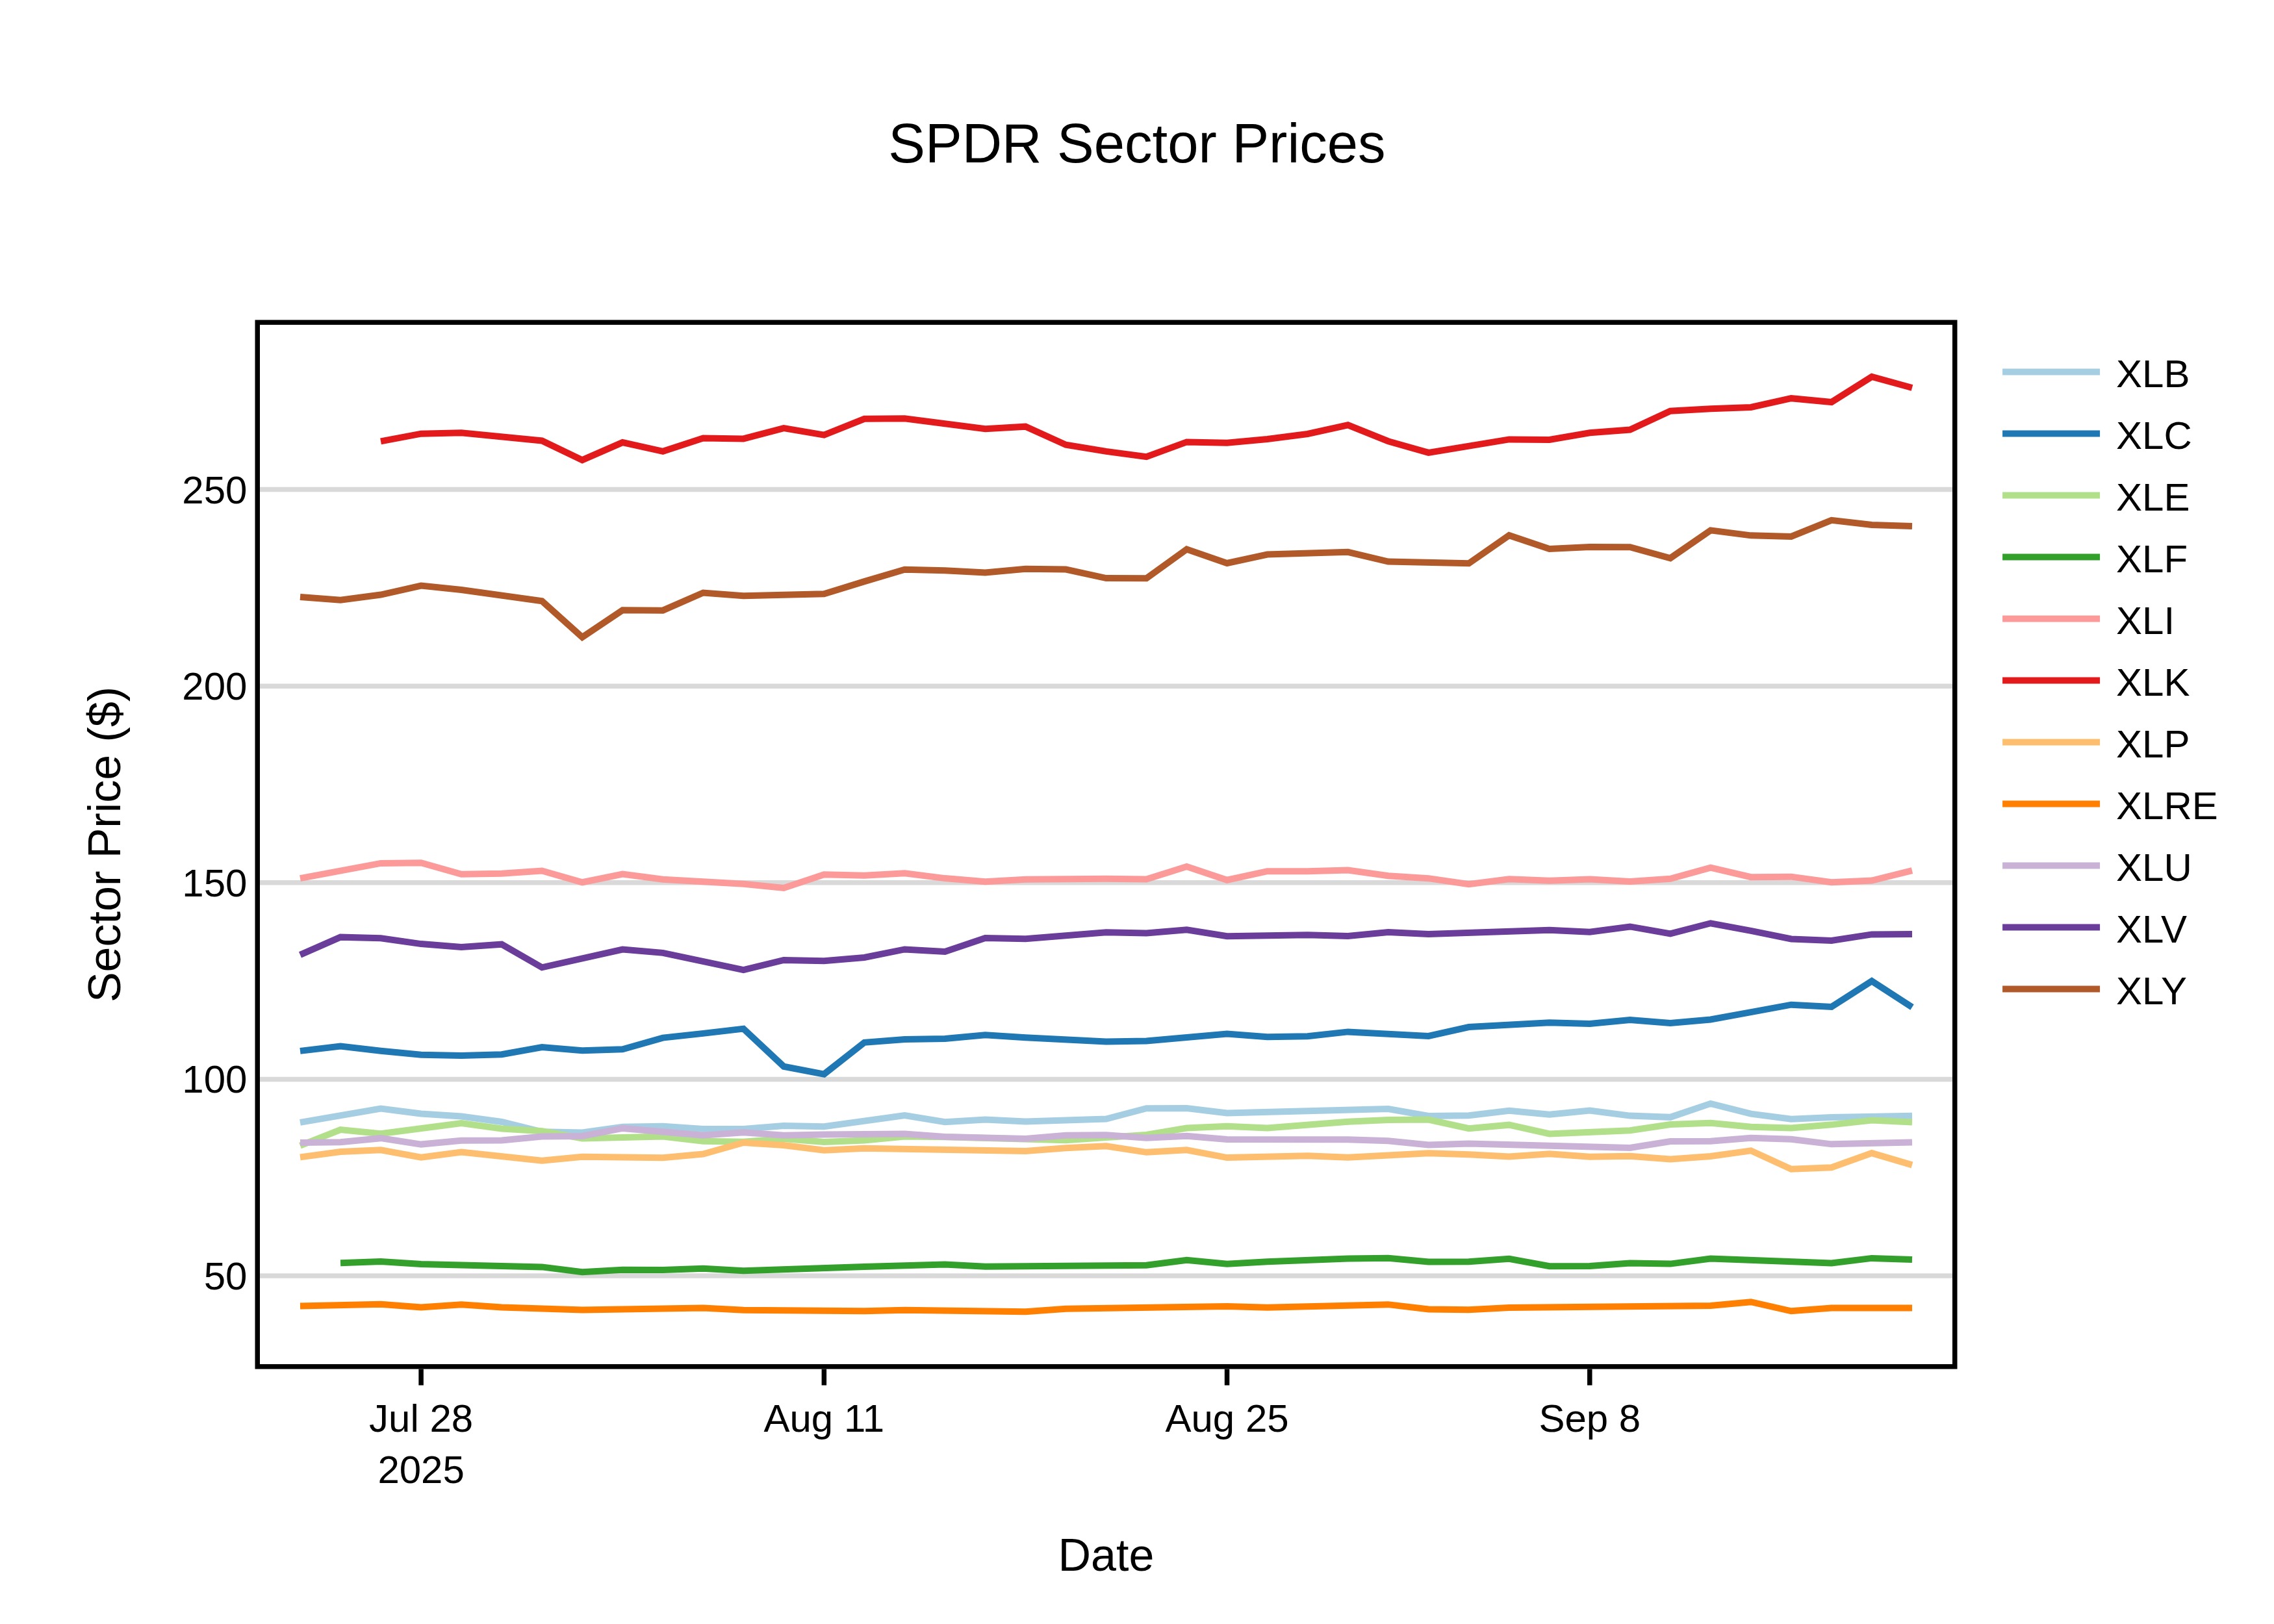 SPDR Sector Prices
Sector Price ($)
250
200
150
100
50
Jul 28
2025
Aug 11
Aug 25
Sep 8
Date
XLB
XLC
XLE
XLF
XLI
XLK
XLP
XLRE
XLU
XLV
XLY